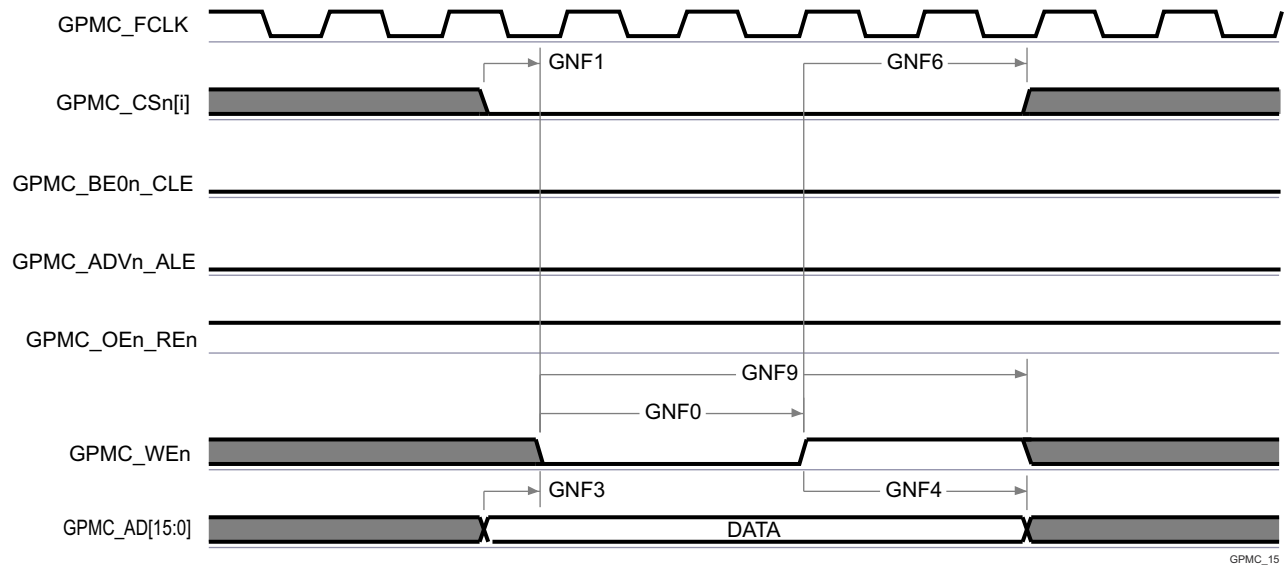 GPMC_FCLK
GNF1
GNF6
GPMC_CSn[i]
GPMC_BE0n_CLE
GPMC_ADVn_ALE
GPMC_OEn_REn
GNF9
GNF0
GPMC_WEn
GNF3
GNF4
GPMC_AD[15:0]
DATA
GPMC_15